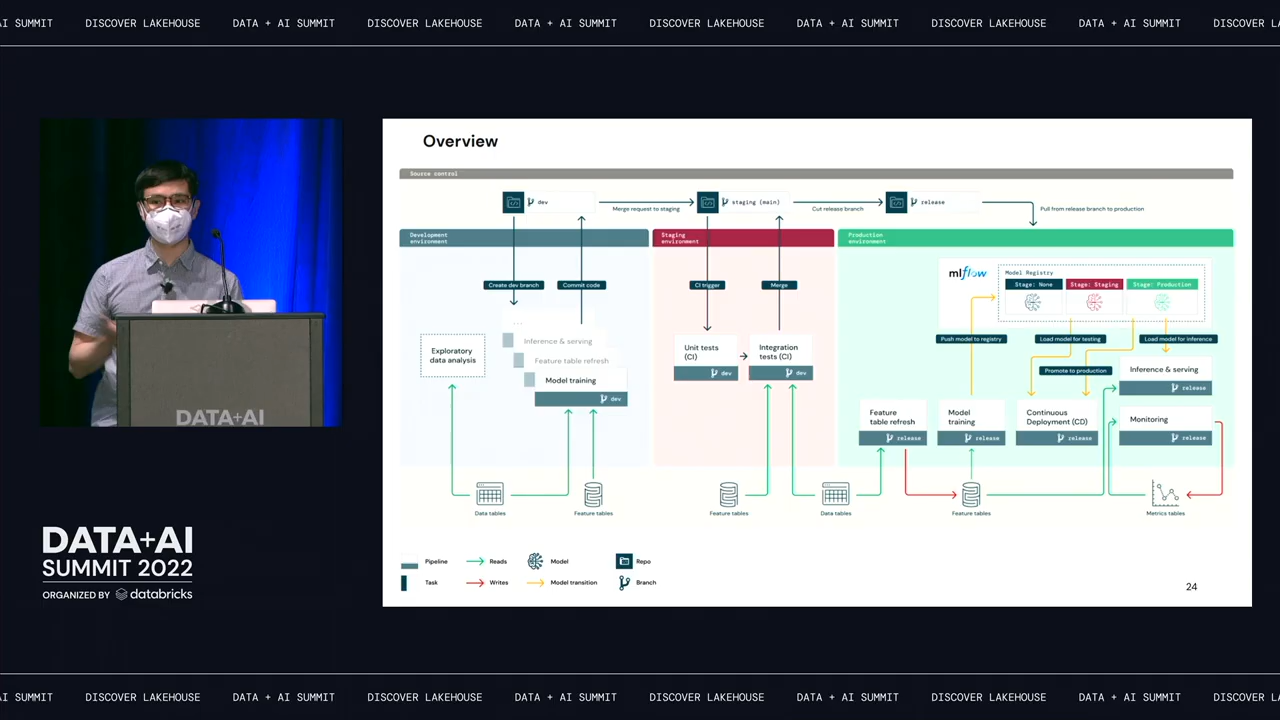 AI SUMMIT DISCOVER LAKEHOUSE DATA + AI SUMMIT DISCOVER LAKEHOUSE DATA + AI SUMMIT DISCOVER LAKEHOUSE DATA + AI SUMMIT DISCOVER LAKEHOUSE DATA + AI SUMMIT DISCOVER L
Overview
Source control
dev
Merge request to staging
staging (main)
Cut release branch
release
Pull from release branch to production
Development
environment
Staging
environment
Production
environment
mlflow
Model Registry
Stage: None
Stage: Staging
Stage: Production
Create dev branch
Commit code
CI trigger
Merge
...
Inference & serving
Feature table refresh
Model training
dev
Exploratory
data analysis
Unit tests
(CI)
dev
Integration
tests (CI)
dev
Push model to registry
Load model for testing
Load model for inference
Promote to production
Inference & serving
release
Feature
table refresh
release
Model
training
release
Continuous
Deployment (CD)
release
Monitoring
release
Data tables
Feature tables
Feature tables
Data tables
Feature tables
Metrics tables
Pipeline
Reads
Model
Repo
Task
Writes
Model transition
Branch
24
DATA+AI
DATA+AI
SUMMIT 2022
ORGANIZED BY databricks
AI SUMMIT DISCOVER LAKEHOUSE DATA + AI SUMMIT DISCOVER LAKEHOUSE DATA + AI SUMMIT DISCOVER LAKEHOUSE DATA + AI SUMMIT DISCOVER LAKEHOUSE DATA + AI SUMMIT DISCOVER L